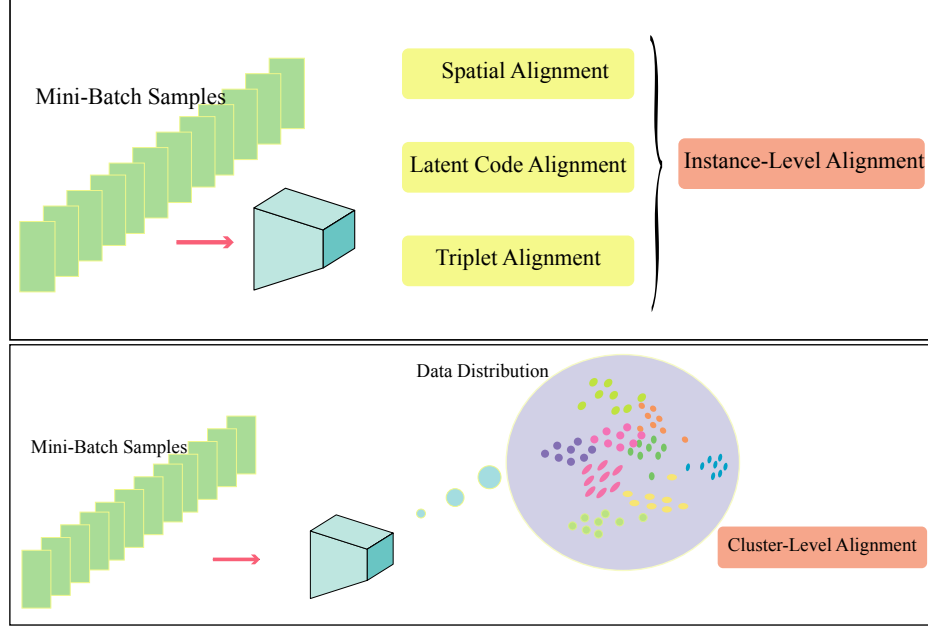 Mini-Batch Samples
Spatial Alignment
Latent Code Alignment
Triplet Alignment
Instance-Level Alignment
Data Distribution
Mini-Batch Samples
Cluster-Level Alignment